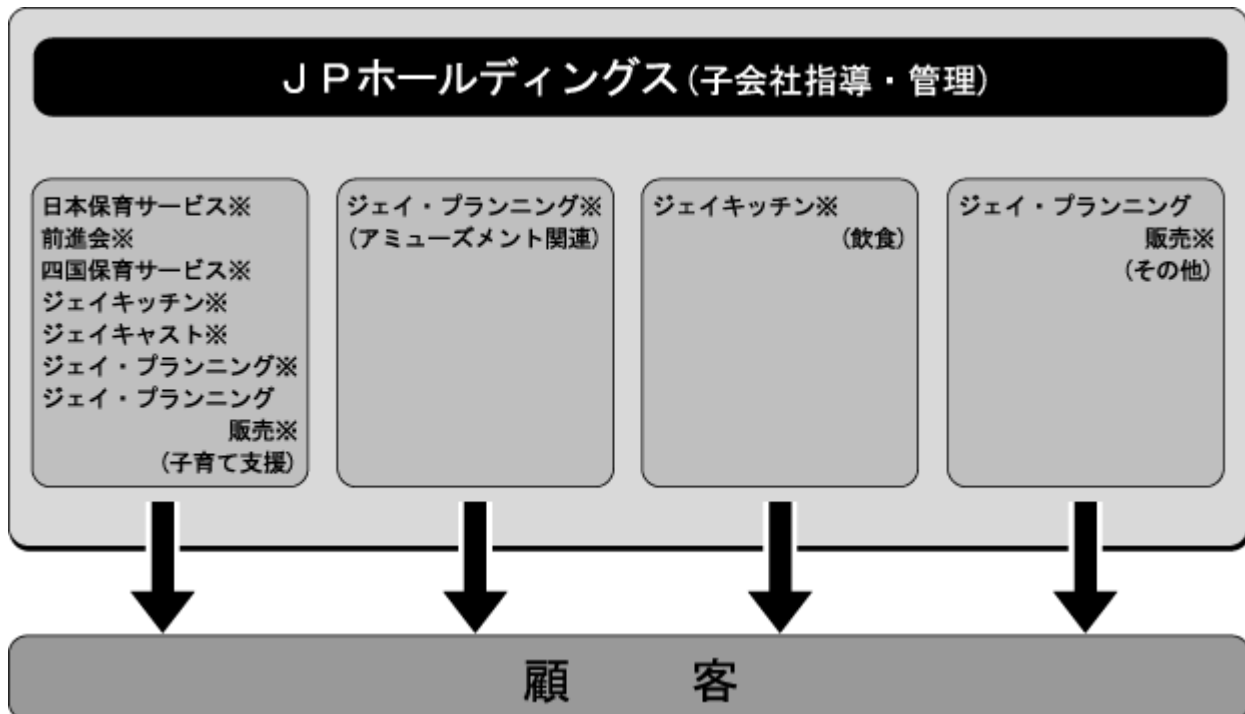 ＪＰホールディングス(子会社指導・管理)
日本保育サービス※
前進会※
四国保育サービス※
ジェイキッチン※
ジェイキャスト※
ジェイ・プランニング※
ジェイ・プランニング
販売※
(子育て支援)
ジェイ・プランニング※
(アミューズメント関連)
ジェイキッチン※
(飲食)
ジェイ・プランニング
販売※
(その他)
顧　客